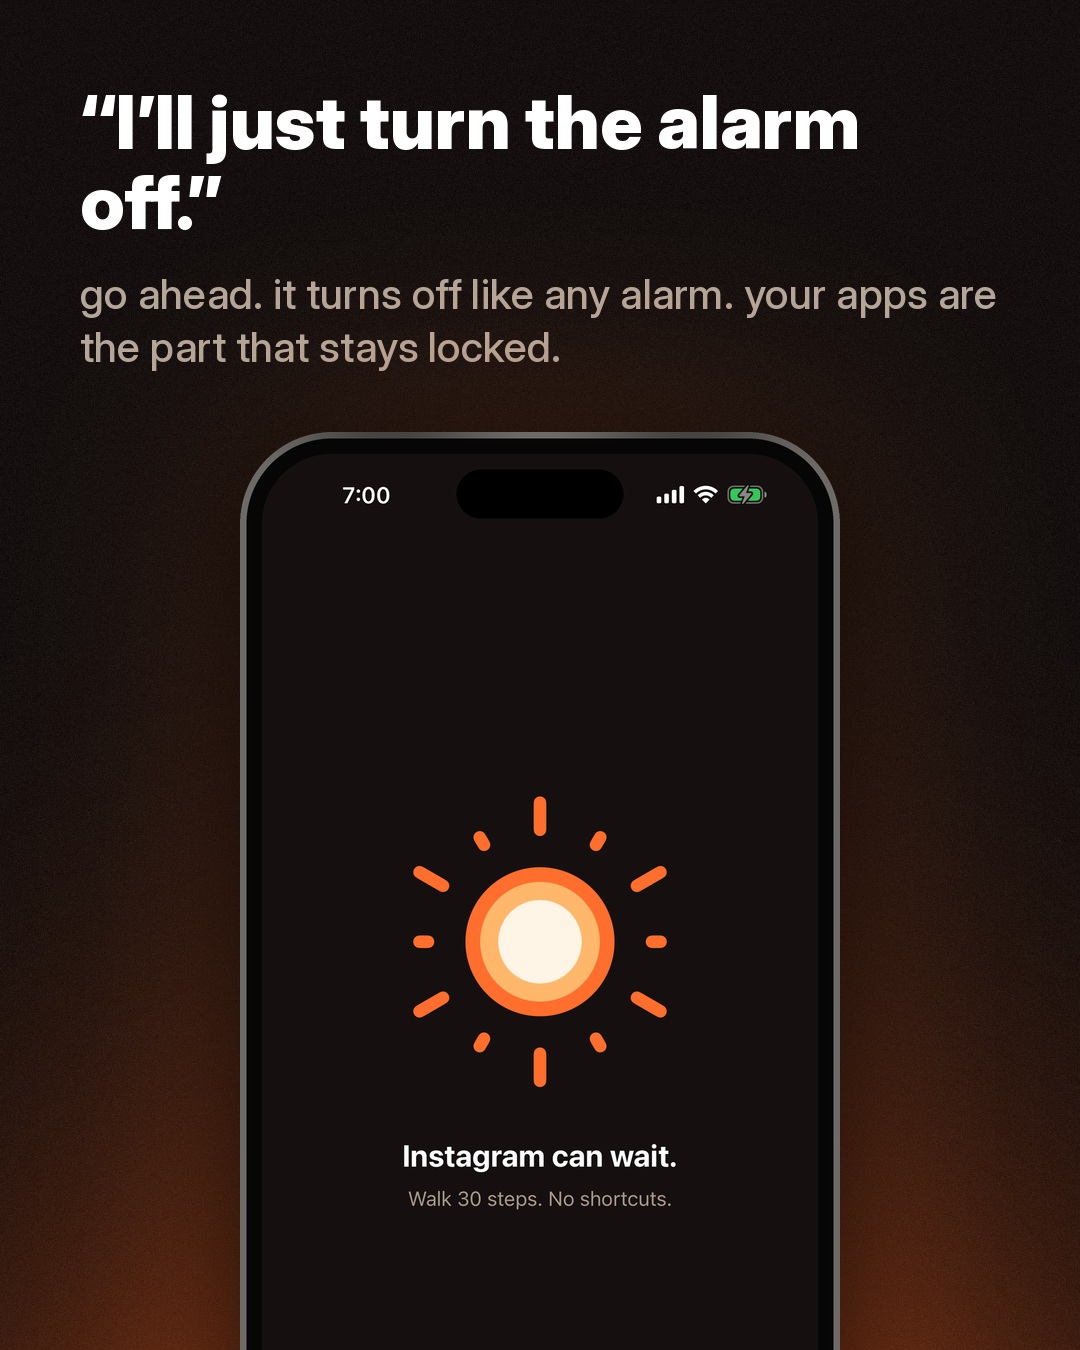 “I’ll just turn the alarm
off.”
go ahead. it turns off like any alarm. your apps are
the part that stays locked.
7:00
Instagram can wait.
Walk 30 steps. No shortcuts.